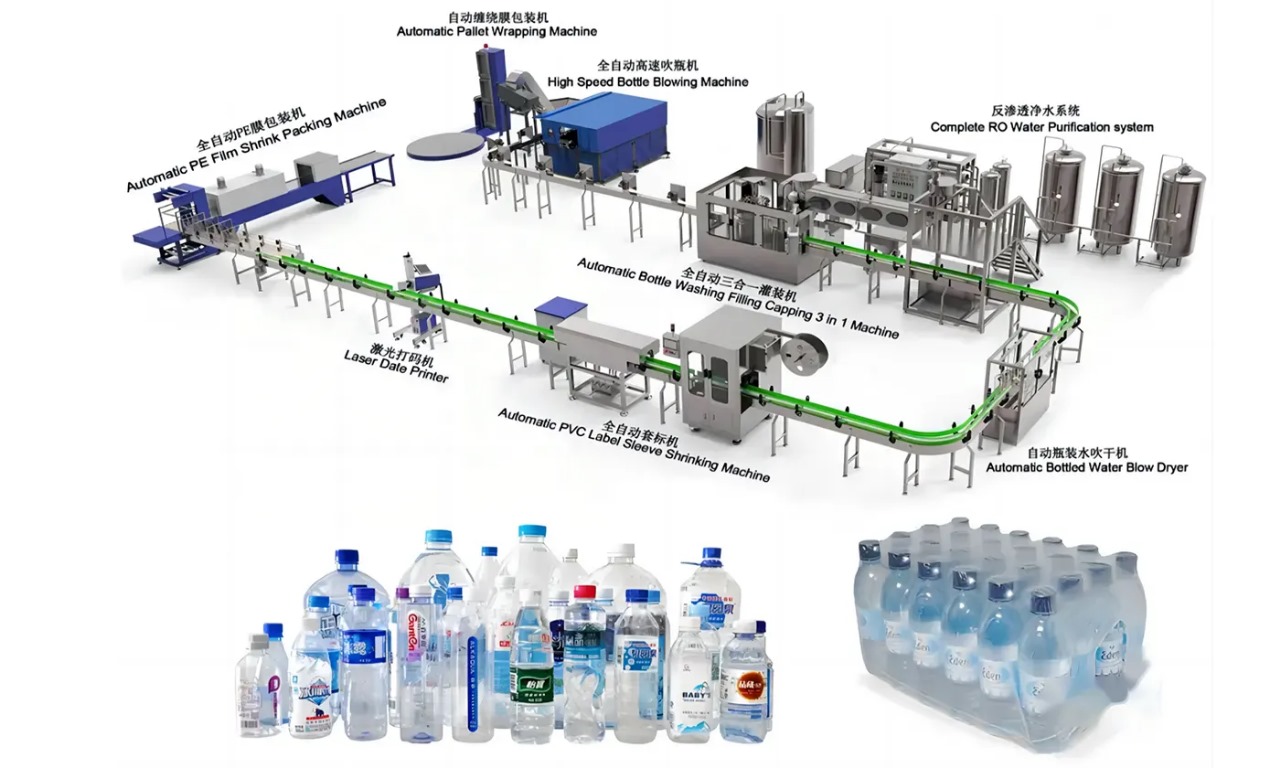 自动缠绕膜包装机
Automatic Pallet Wrapping Machine
全自动高速吹瓶机
High Speed Bottle Blowing Machine
反渗透净水系统
Complete RO Water Purification system
全自动PE膜包装机
Automatic PE Film Shrink Packing Machine
全自动三合一灌装机
Automatic Bottle Washing Filling Capping 3 in 1 Machine
激光打码机
Laser Date Printer
全自动套标机
Automatic PVC Label Sleeve Shrinking Machine
自动瓶装水吹干机
Automatic Bottled Water Blow Dryer
Ganten
ALKAQUA
怡寶
BABY'S
Eden
Eden
Eden
Eden